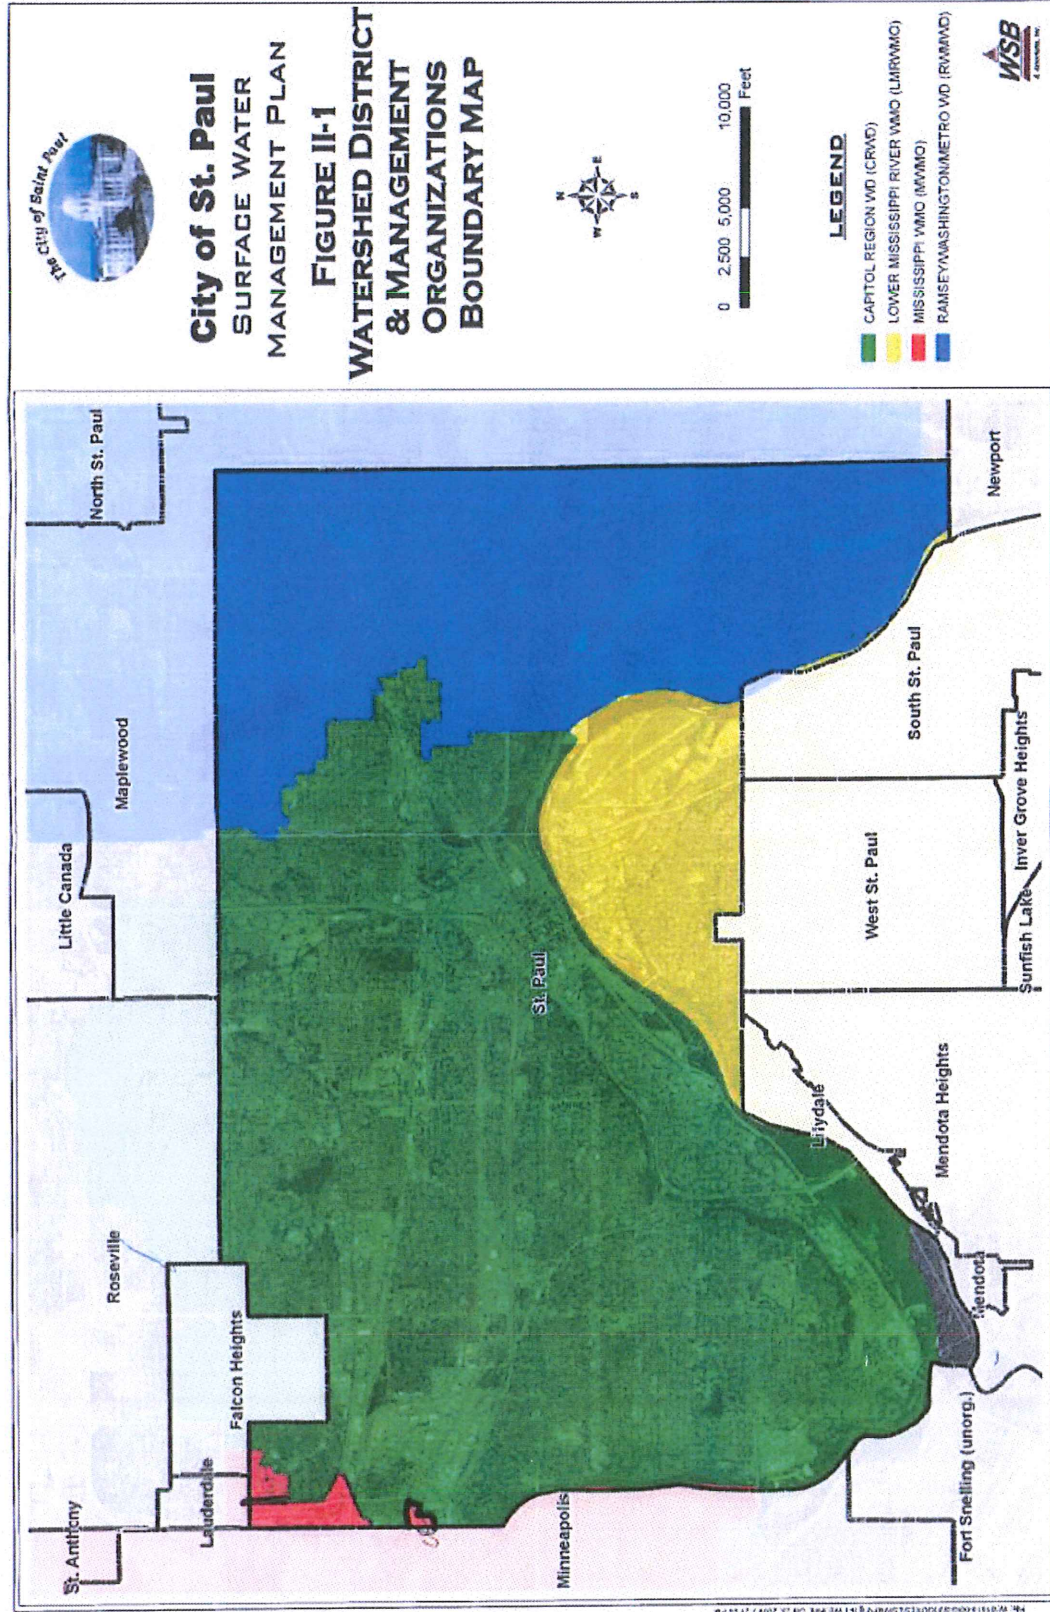 The City of Saint Paul
City of St. Paul
SURFACE WATER
MANAGEMENT PLAN
FIGURE II-1
WATERSHED DISTRICT
& MANAGEMENT
ORGANIZATIONS
BOUNDARY MAP
N
W
E
S
0 2,500 5,000 10,000
Feet
LEGEND
CAPITOL REGION WD (CRWD)
LOWER MISSISSIPPI RIVER WMO (LMRWMO)
MISSISSIPPI WMO (MWMO)
RAMSEY/WASHINGTON/METRO WD (RWMWD)
WSB
St. Anthony
Lauderdale
Falcon Heights
Roseville
Little Canada
Maplewood
North St. Paul
Minneapolis
St. Paul
Fort Snelling (unorg.)
Mendota
Mendota Heights
Lilydale
West St. Paul
Sunfish Lake
Inver Grove Heights
South St. Paul
Newport